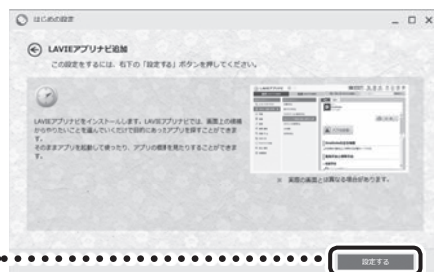 はじめの設定
LAVIEアプリナビ追加
この設定をするには、右下の「設定する」ボタンを押してください。
LAVIEアプリナビをインストールします。LAVIEアプリナビでは、画面上の候補
からやりたいことを選んでいくだけで目的にあったアプリを探すことができま
す。
そのままアプリを起動して使ったり、アプリの概要を見たりすることができま
す。
※ 実際の画面とは異なる場合があります。
設定する